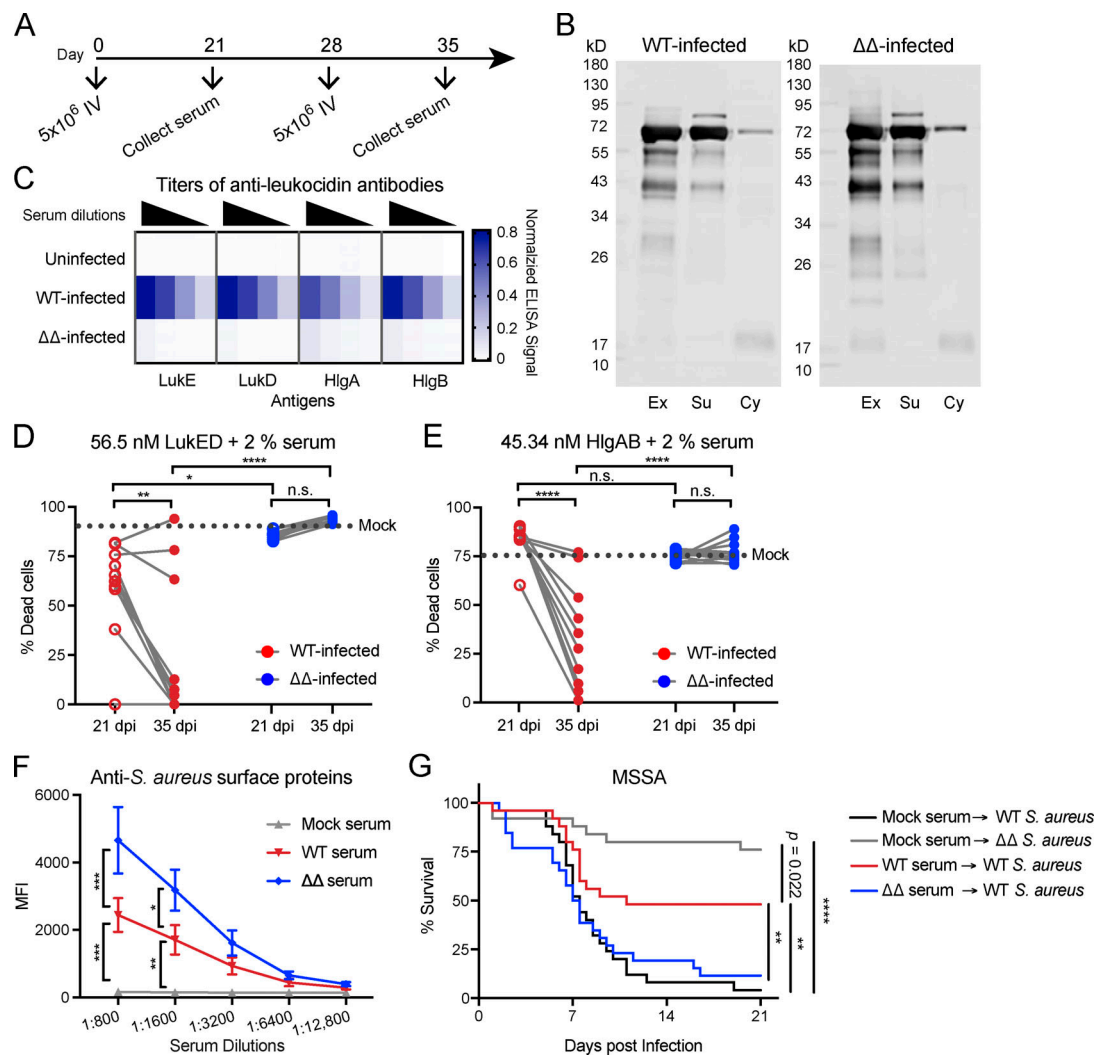 A
Day
0
21
28
35
5x10⁶ IV
Collect serum
5x10⁶ IV
Collect serum
B
kD
WT-infected
kD
ΔΔ-infected
180
130
95
72
55
43
34
26
17
10
180
130
95
72
55
43
34
26
17
10
Ex Su Cy
Ex Su Cy
C
Titers of anti-leukocidin antibodies
Serum dilutions
Uninfected
WT-infected
ΔΔ-infected
LukE LukD HlgA HlgB
Antigens
0.8
0.6
0.4
0.2
0
Normalzied ELISA Signal
D
56.5 nM LukED + 2 % serum
****
*
**
n.s.
100
75
50
25
0
% Dead cells
Mock
WT-infected
ΔΔ-infected
21 dpi 35 dpi 21 dpi 35 dpi
E
45.34 nM HlgAB + 2 % serum
****
n.s.
****
n.s.
100
75
50
25
0
% Dead cells
Mock
WT-infected
ΔΔ-infected
21 dpi 35 dpi 21 dpi 35 dpi
F
Anti-S. aureus surface proteins
6000
4000
2000
0
MFI
Mock serum
WT serum
ΔΔ serum
***
***
*
**
1:800 1:1600 1:3200 1:6400 1:12,800
Serum Dilutions
G
MSSA
100
75
50
25
0
% Survival
0 7 14 21
Days post Infection
p = 0.022
**
**
****
Mock serum→ WT S. aureus
Mock serum→ ΔΔ S. aureus
WT serum → WT S. aureus
ΔΔ serum → WT S. aureus